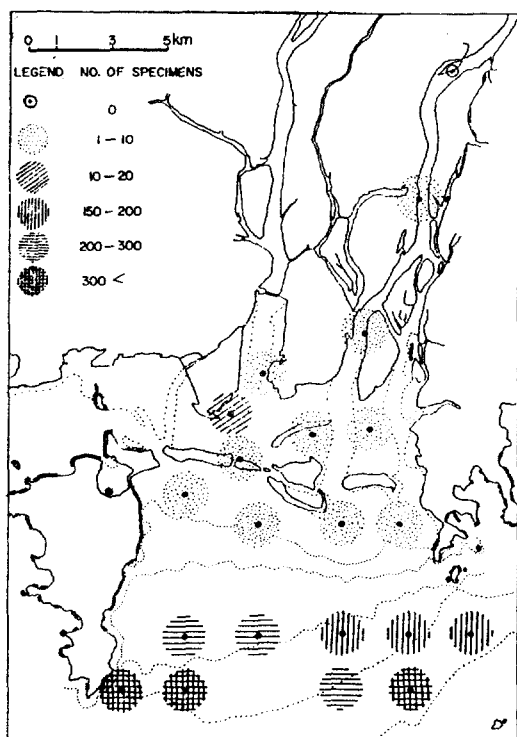 0 1 3 5km
LEGEND NO. OF SPECIMENS
0
1 – 10
10 – 20
150 – 200
200 – 300
300 <